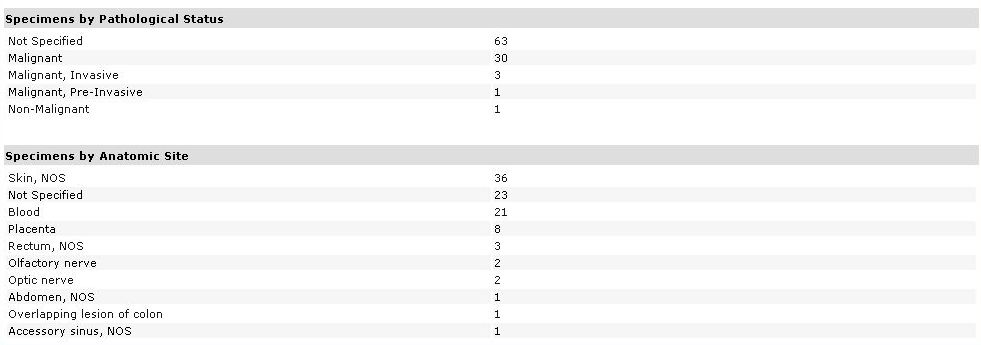 Specimens by Pathological Status
Not Specified 63
Malignant 30
Malignant, Invasive 3
Malignant, Pre-Invasive 1
Non-Malignant 1
Specimens by Anatomic Site
Skin, NOS 36
Not Specified 23
Blood 21
Placenta 8
Rectum, NOS 3
Olfactory nerve 2
Optic nerve 2
Abdomen, NOS 1
Overlapping lesion of colon 1
Accessory sinus, NOS 1